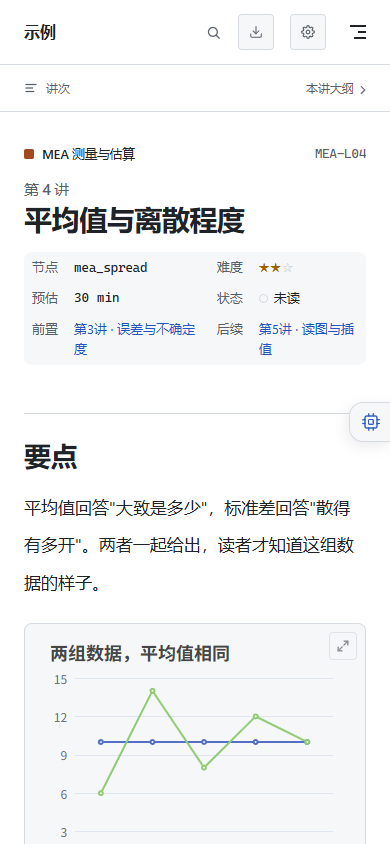 示例
讲次
本讲大纲
MEA 测量与估算
MEA-L04
第 4 讲
平均值与离散程度
节点 mea_spread 难度 ★★☆
预估 30 min 状态 未读
前置 第3讲 · 误差与不确定度 后续 第5讲 · 读图与插值
要点
平均值回答"大致是多少"，标准差回答"散得
有多开"。两者一起给出，读者才知道这组数
据的样子。
两组数据，平均值相同
15
12
9
6
3